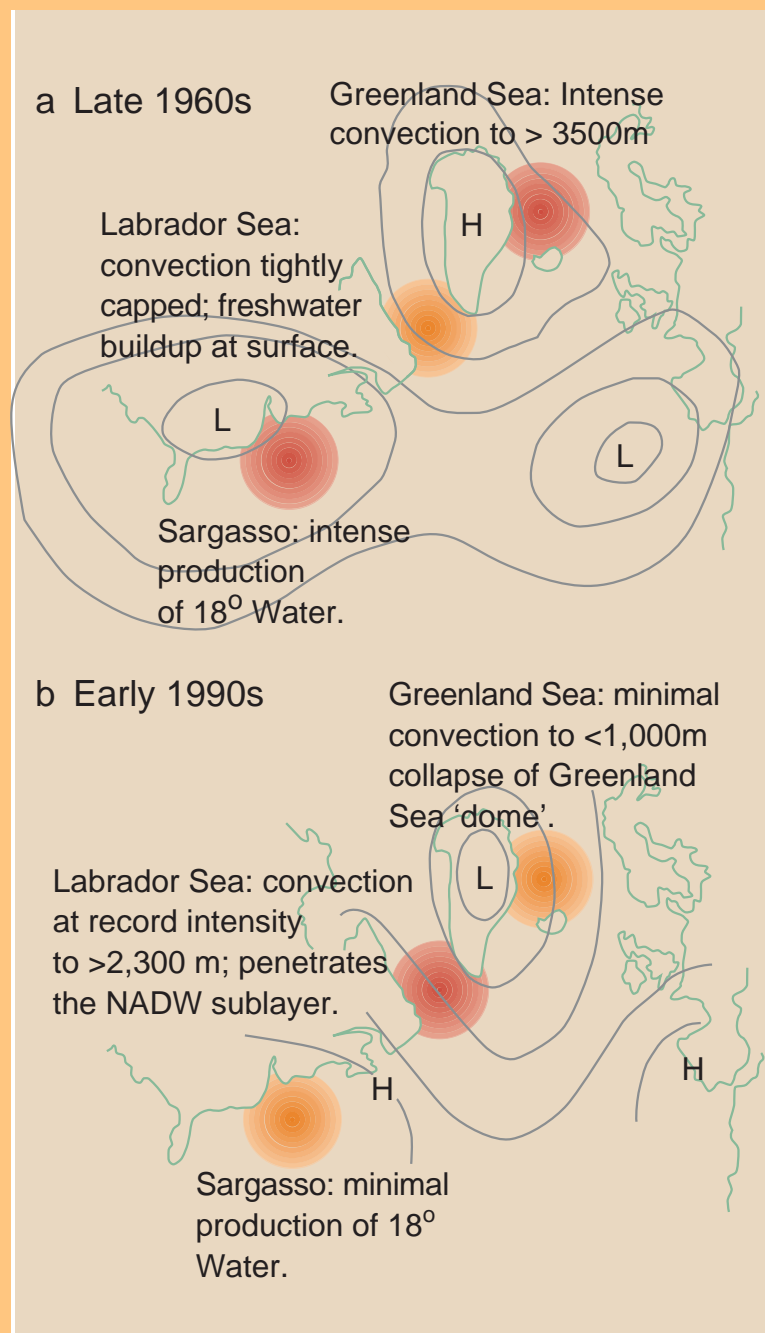 a Late 1960s
Greenland Sea: Intense
convection to > 3500m
H
Labrador Sea:
convection tightly
capped; freshwater
buildup at surface.
L
L
Sargasso: intense
production
of 18° Water.
b Early 1990s
Greenland Sea: minimal
convection to <1,000m
collapse of Greenland
Sea ‘dome’.
L
Labrador Sea: convection
at record intensity
to >2,300 m; penetrates
the NADW sublayer.
H
H
Sargasso: minimal
production of 18°
Water.